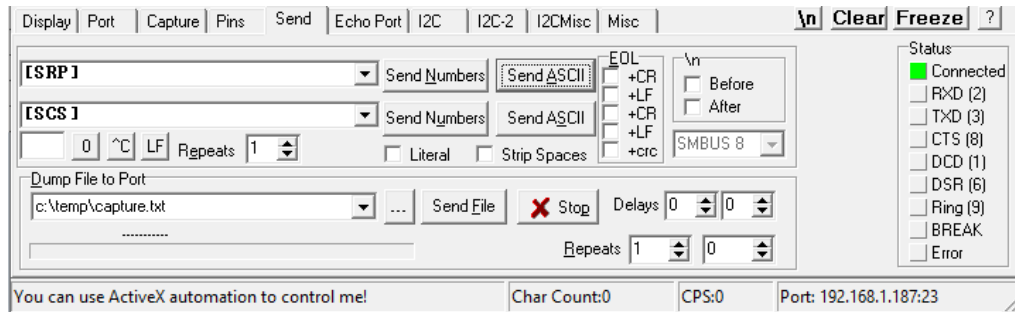 Display Port Capture Pins Send Echo Port I2C I2C-2 I2CMisc Misc \n Clear Freeze ?
[SRP] Send Numbers Send ASCII
[SCS] Send Numbers Send ASCII
0 ^C LF Repeats 1
Literal Strip Spaces
EOL
+CR
+LF
+CR
+LF
+crc
\n
Before
After
SMBUS 8
Status
Connected
RXD (2)
TXD (3)
CTS (8)
DCD (1)
DSR (6)
Ring (9)
BREAK
Error
Dump File to Port
c:\temp\capture.txt ... Send File Stop Delays 0 0
-----------
Repeats 1 0
You can use ActiveX automation to control me! Char Count:0 CPS:0 Port: 192.168.1.187:23